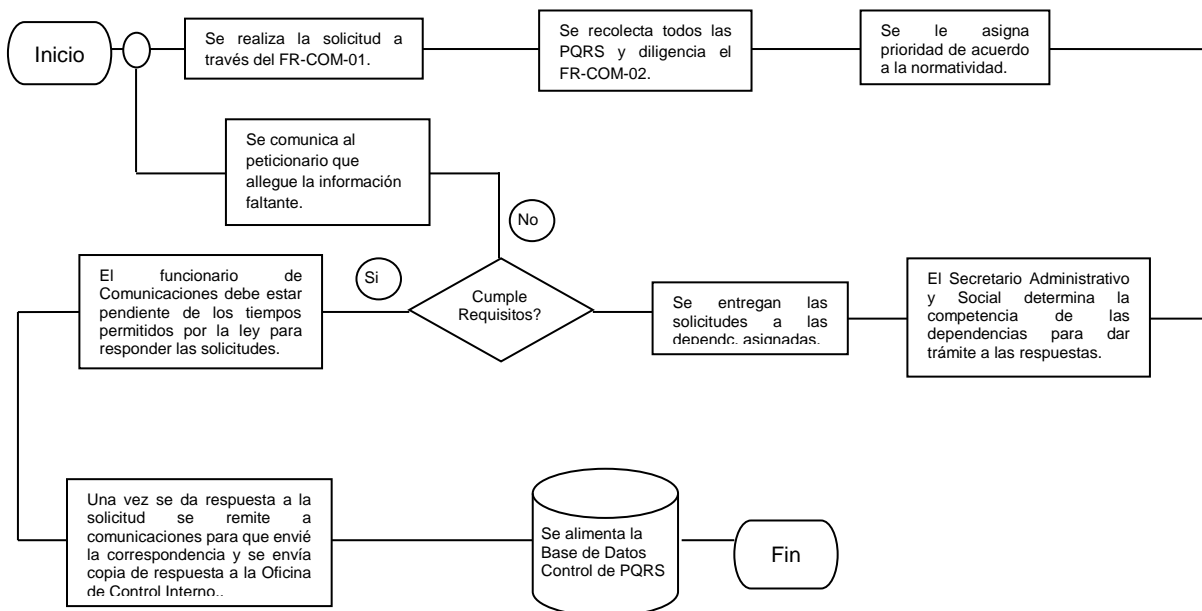 Inicio
Se realiza la solicitud a
través del FR-COM-01.
Se recolecta todos las
PQRS y diligencia el
FR-COM-02.
Se le asigna
prioridad de acuerdo
a la normatividad.
Se comunica al
peticionario que
allegue la información
faltante.
No
El funcionario de
Comunicaciones debe estar
pendiente de los tiempos
permitidos por la ley para
responder las solicitudes.
Si
Cumple
Requisitos?
Se entregan las
solicitudes a las
dependc. asignadas.
El Secretario Administrativo
y Social determina la
competencia de las
dependencias para dar
trámite a las respuestas.
Una vez se da respuesta a la
solicitud se remite a
comunicaciones para que envié
la correspondencia y se envía
copia de respuesta a la Oficina
de Control Interno..
Se alimenta la
Base de Datos
Control de PQRS
Fin